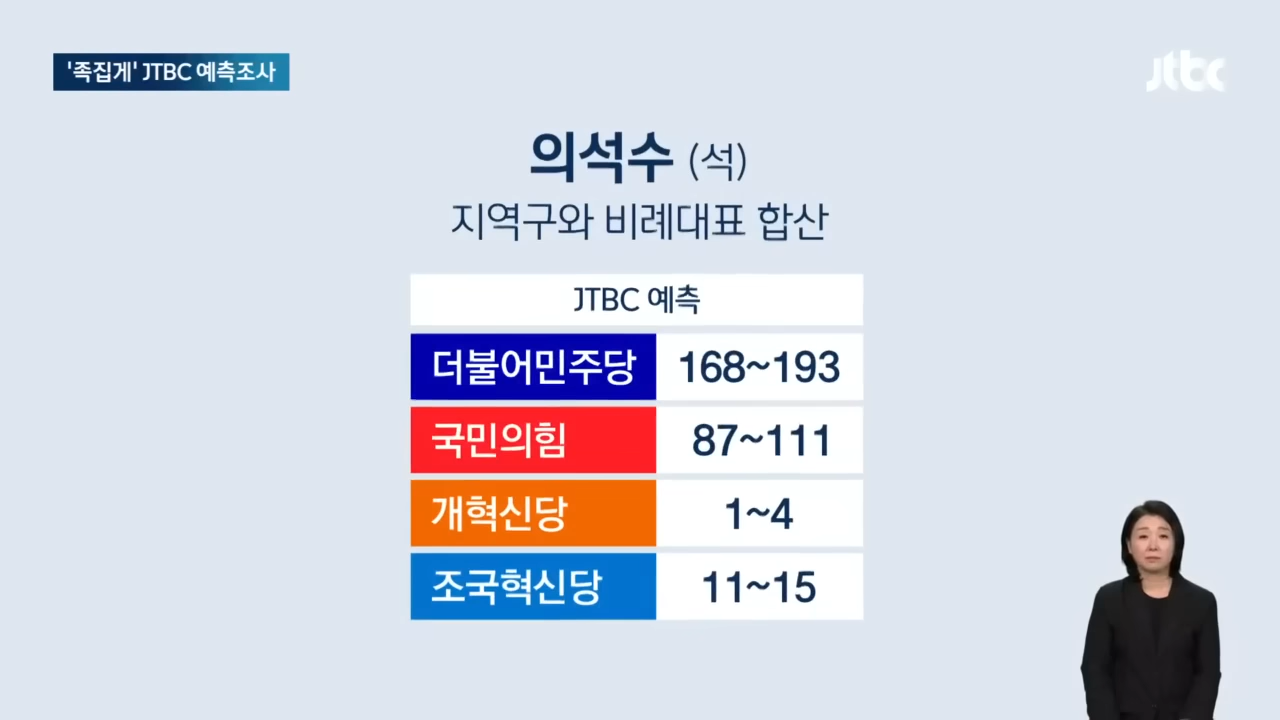 '족집게' JTBC 예측조사
jtbc
의석수 (석)
지역구와 비례대표 합산
JTBC 예측
더불어민주당 168~193
국민의힘 87~111
개혁신당 1~4
조국혁신당 11~15